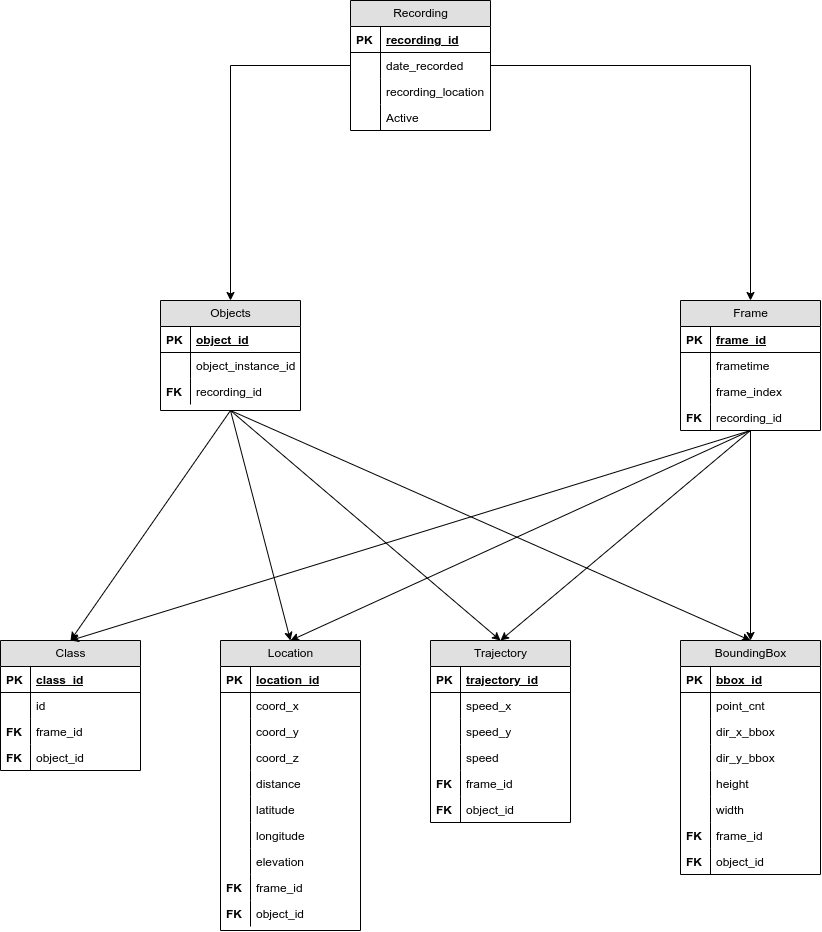 Recording
PK recording_id
date_recorded
recording_location
Active
Objects
PK object_id
object_instance_id
FK recording_id
Frame
PK frame_id
frametime
frame_index
FK recording_id
Class
PK class_id
id
FK frame_id
FK object_id
Location
PK location_id
coord_x
coord_y
coord_z
distance
latitude
longitude
elevation
FK frame_id
FK object_id
Trajectory
PK trajectory_id
speed_x
speed_y
speed
FK frame_id
FK object_id
BoundingBox
PK bbox_id
point_cnt
dir_x_bbox
dir_y_bbox
height
width
FK frame_id
FK object_id